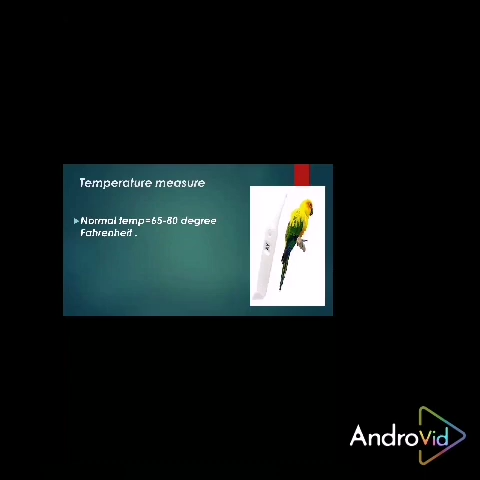 Temperature measure
Normal temp=65-80 degree
Fahrenheit .
AndroVid